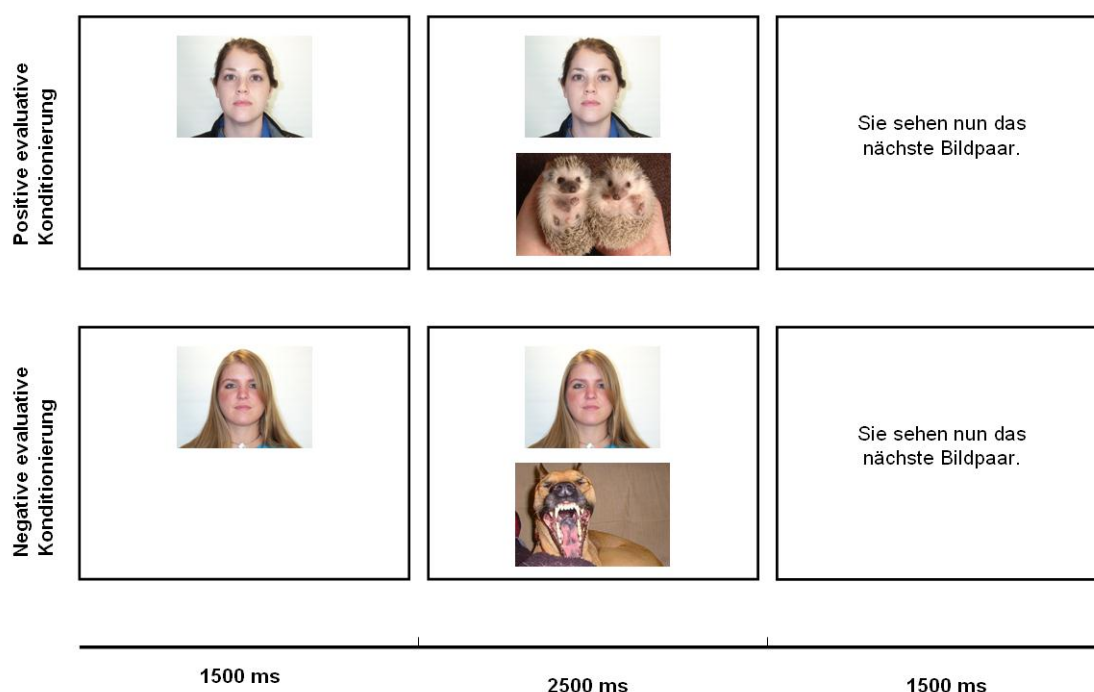 Positive evaluative
Konditionierung
Sie sehen nun das
nächste Bildpaar.
Negative evaluative
Konditionierung
Sie sehen nun das
nächste Bildpaar.
1500 ms
2500 ms
1500 ms